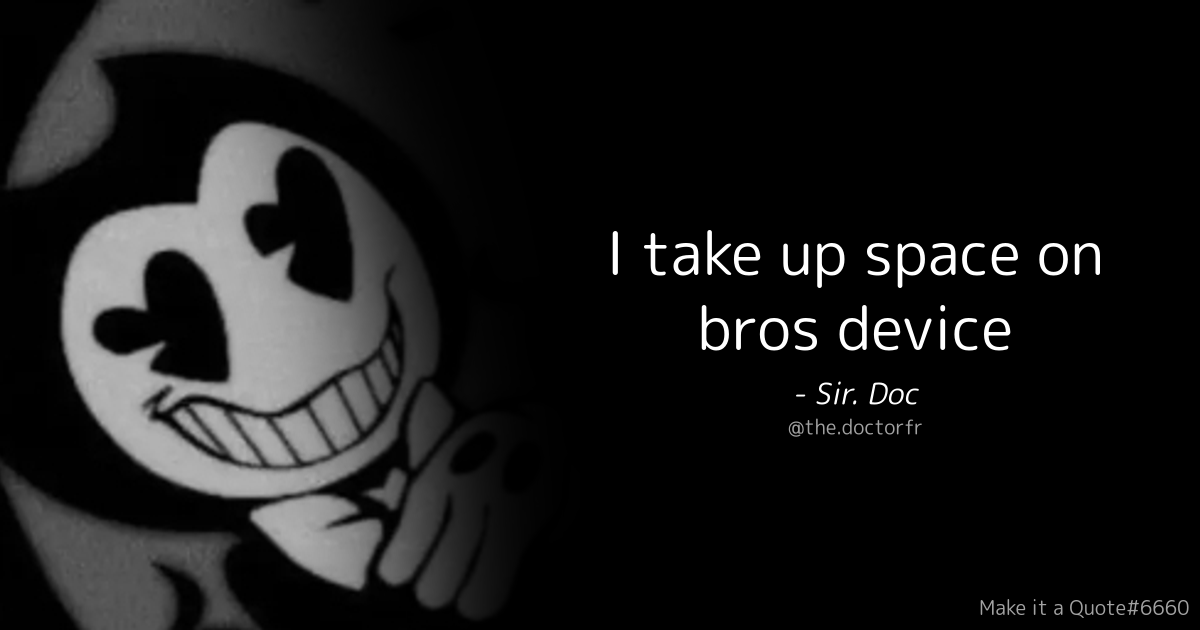 I take up space on
bros device
- Sir. Doc
@the.doctorfr
Make it a Quote#6660